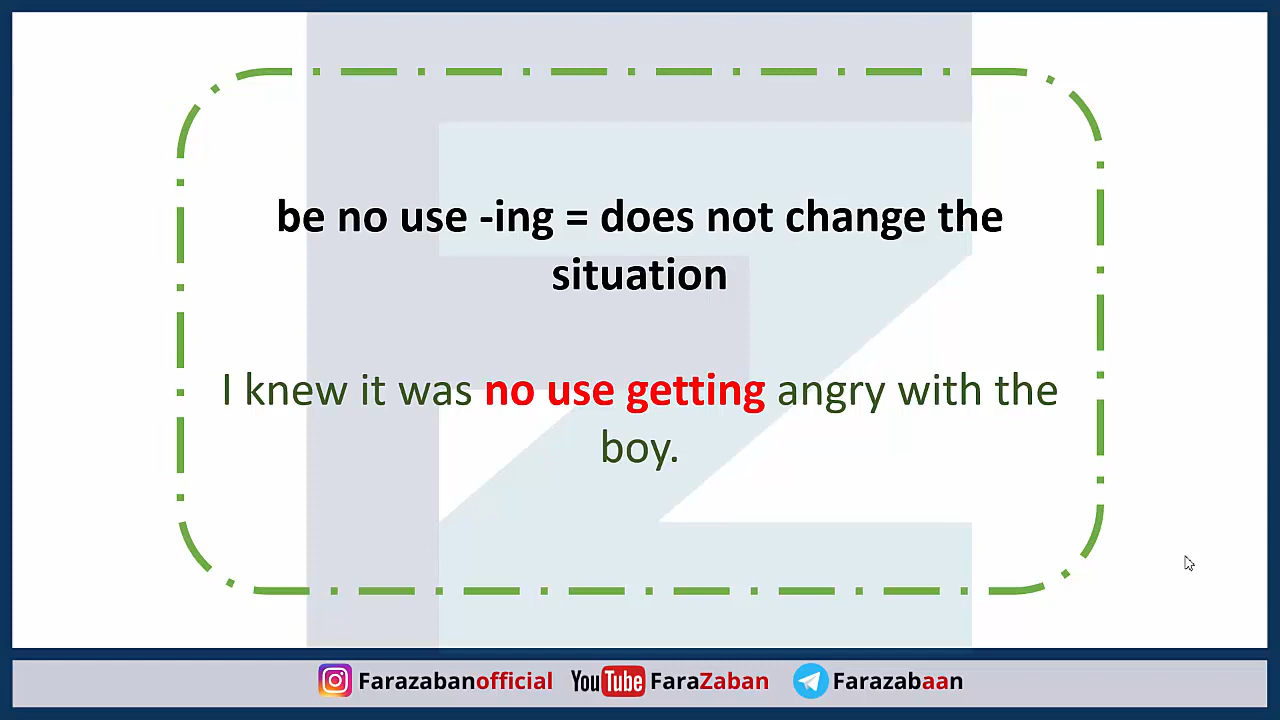 be no use -ing = does not change the
situation
I knew it was no use getting angry with the
boy.
Farazabanofficial YouTube FaraZaban Farazabaan